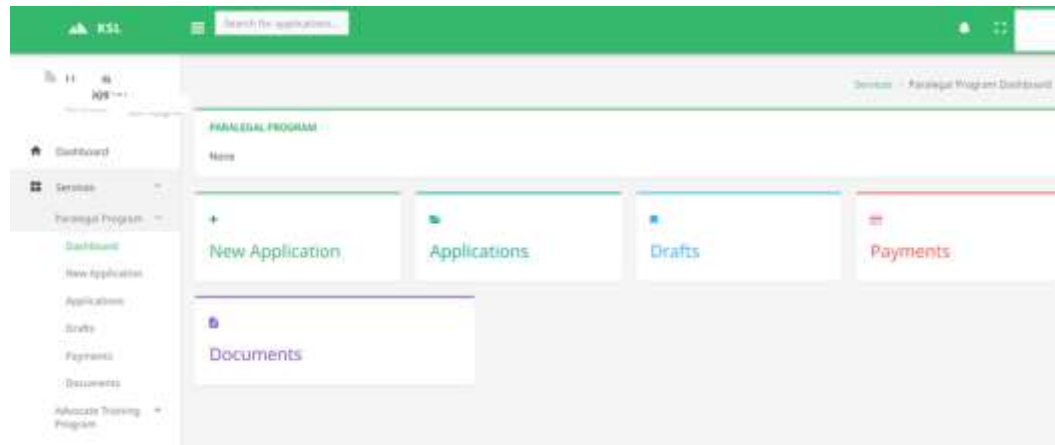 KSL
Search for applications...
Services / Paralegal Program Dashboard
PARALEGAL PROGRAM
None
Dashboard
Services
Paralegal Program
Dashboard
New Application
Applications
Drafts
Payments
Documents
Advocate Training
Program
New Application
Applications
Drafts
Payments
Documents